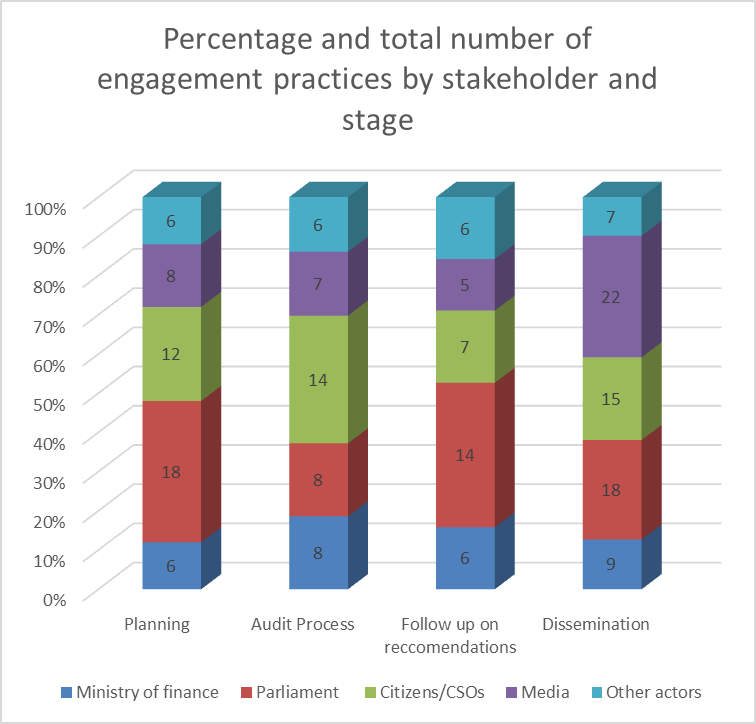 Percentage and total number of
engagement practices by stakeholder and
stage
100%
90%
80%
70%
60%
50%
40%
30%
20%
10%
0%
6 6 6 7
8 7 5 22
12 14 7 15
18 8 14 18
6 8 6 9
Planning Audit Process Follow up on Dissemination
reccomendations
Ministry of finance Parliament Citizens/CSOs Media Other actors